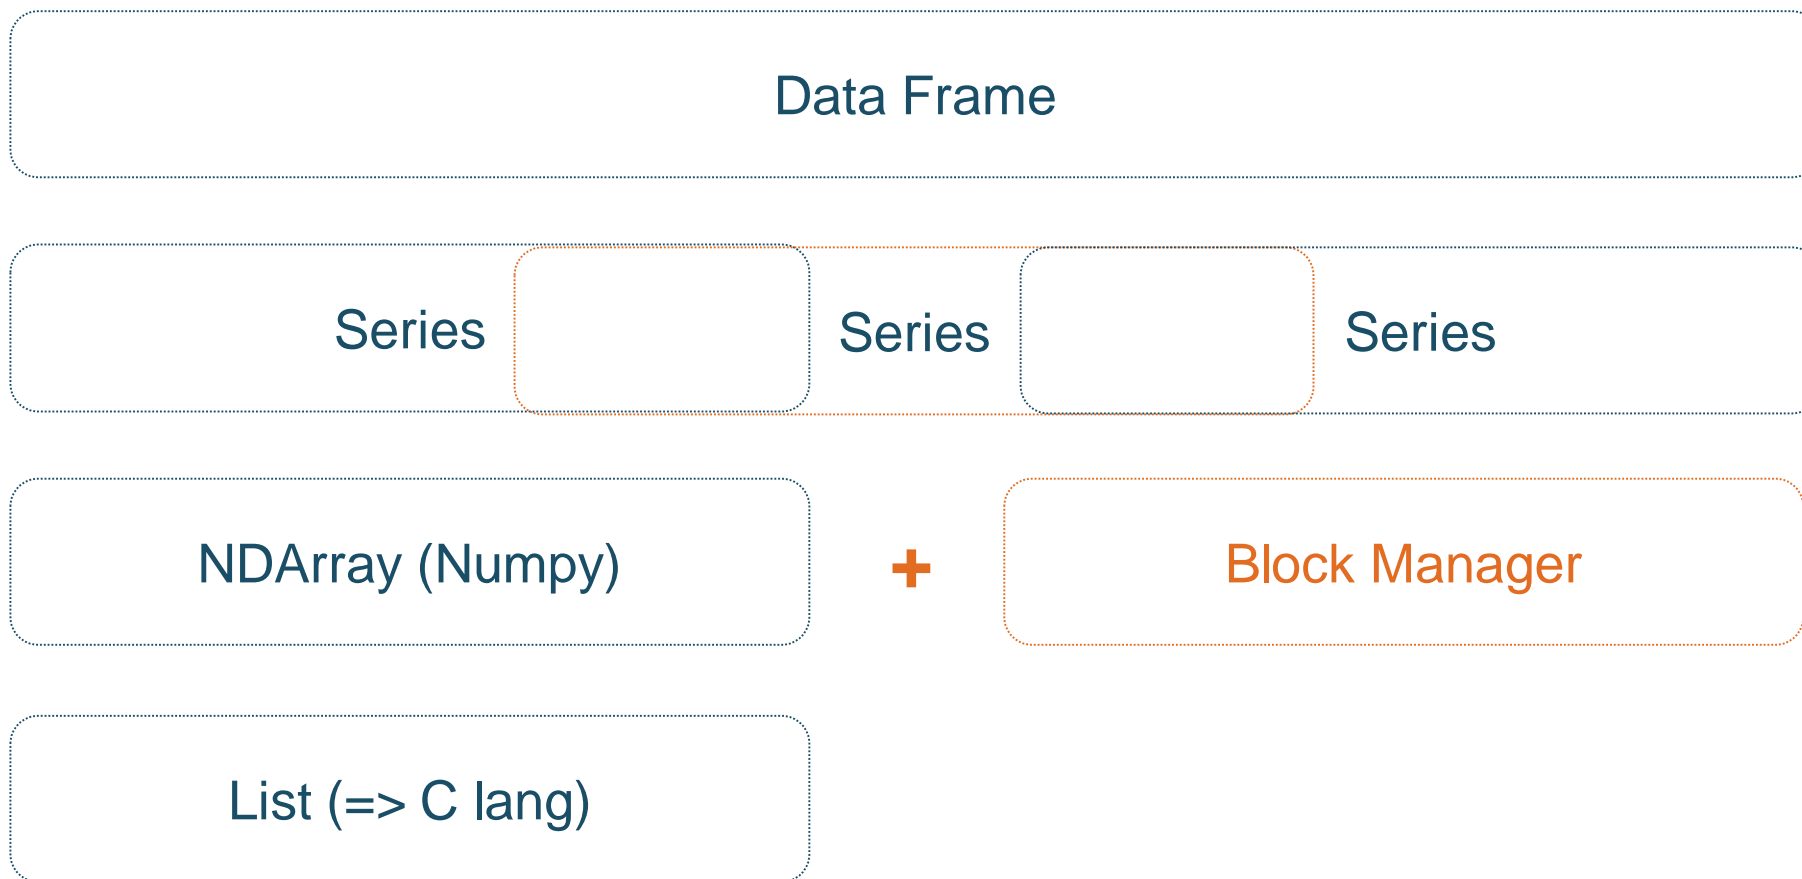 Data Frame
Series Series Series
NDArray (Numpy) + Block Manager
List (=> C lang)